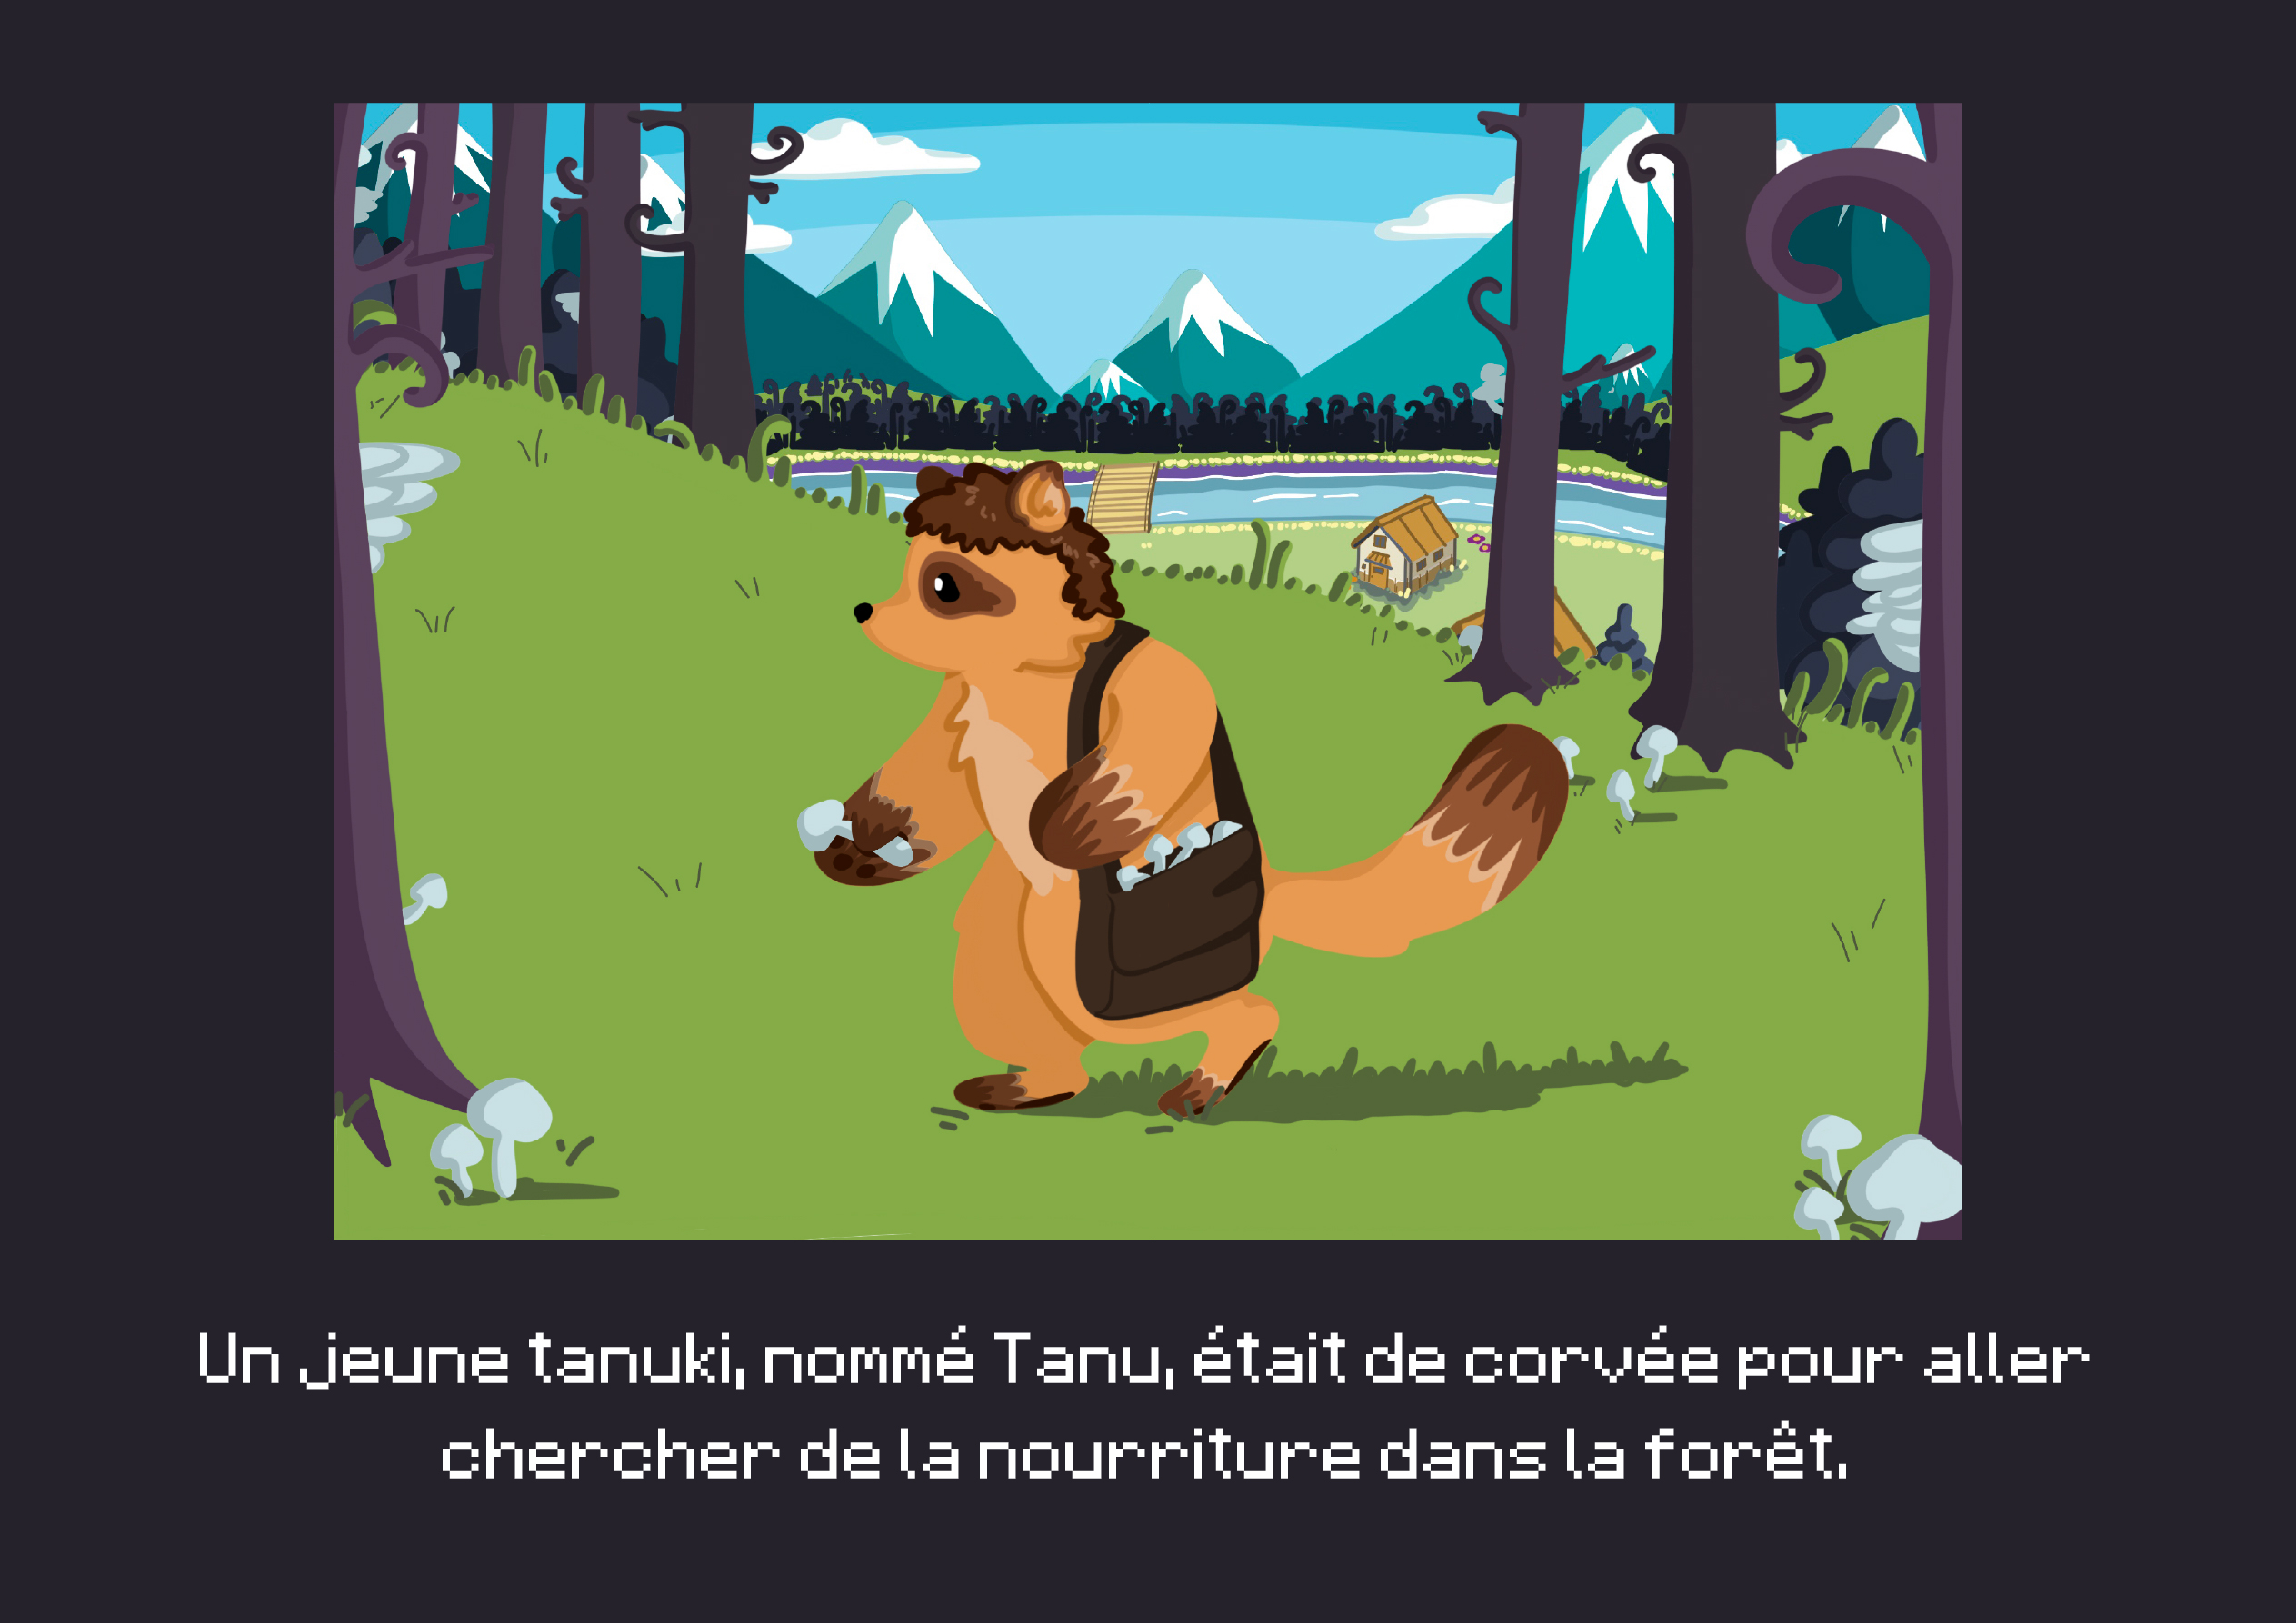 Un jeune tanuki, nommé Tanu, était de corvée pour aller
chercher de la nourriture dans la forêt.